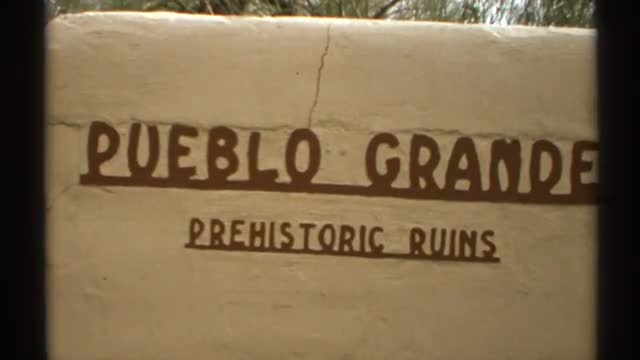 PUEBLO GRANDE
PREHISTORIC RUINS